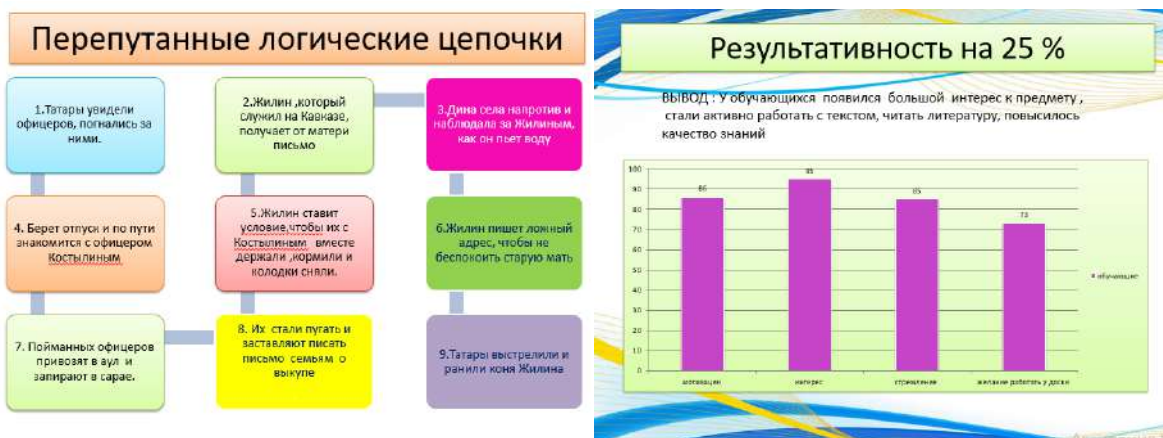 Перепутанные логические цепочки
1.Татары увидели
офицеров, погнались за
ними.
2.Жилин ,который
служил на Кавказе,
получает от матери
письмо
3.Дина села напротив и
наблюдала за Жилиным,
как он пьет воду
4. Берет отпуск и по пути
знакомится с офицером
Костылиным
5.Жилин ставит
условие,чтобы их с
Костылиным вместе
держали ,кормили и
колодки сняли.
6.Жилин пишет ложный
адрес, чтобы не
беспокоить старую мать
7. Пойманных офицеров
привозят в аул и
запирают в сарае.
8. Их стали пугать и
заставляют писать
письмо семьям о
выкупе
9.Татары выстрелили и
ранили коня Жилина
Результативность на 25 %
ВЫВОД : У обучающихся появился большой интерес к предмету ,
стали активно работать с текстом, читать литературу, повысилось
качество знаний
100
90
80
70
60
50
40
30
20
10
0
86
95
85
73
мотивация
интерес
стремление
желание работать у доски
обучающиеся